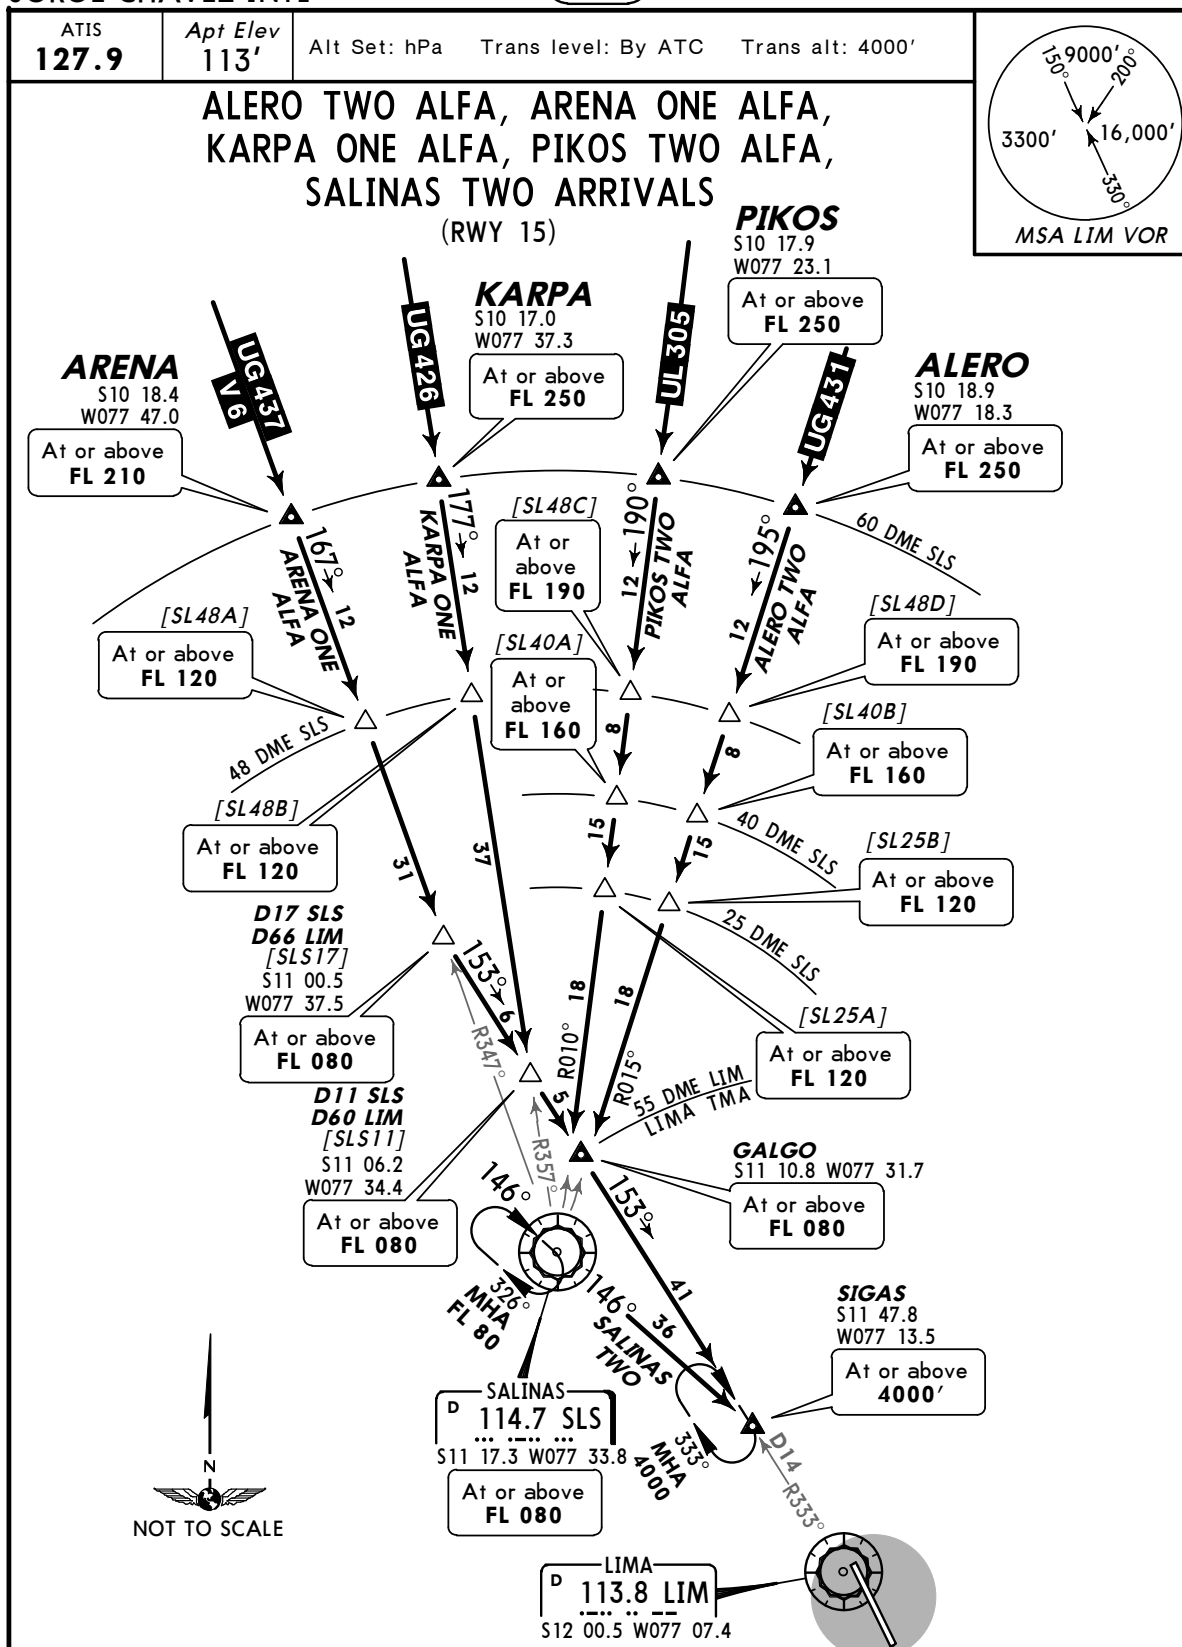 ATIS
127.9
Apt Elev
113'
Alt Set: hPa Trans level: By ATC Trans alt: 4000'
150°
9000'
200°
3300'
16,000'
330°
MSA LIM VOR
ALERO TWO ALFA, ARENA ONE ALFA,
KARPA ONE ALFA, PIKOS TWO ALFA,
SALINAS TWO ARRIVALS
(RWY 15)
PIKOS
S10 17.9
W077 23.1
At or above
FL 250
KARPA
S10 17.0
W077 37.3
At or above
FL 250
ARENA
S10 18.4
W077 47.0
At or above
FL 210
ALERO
S10 18.9
W077 18.3
At or above
FL 250
UG 437
V 6
UG 426
UL 305
UG 431
167°
12
ARENA ONE
ALFA
177°
12
KARPA ONE
ALFA
190°
12
PIKOS TWO
ALFA
195°
12
ALERO TWO
ALFA
60 DME SLS
[SL48C]
At or
above
FL 190
[SL48A]
At or above
FL 120
[SL48D]
At or above
FL 190
[SL40A]
At or
above
FL 160
[SL40B]
At or above
FL 160
48 DME SLS
8
8
[SL48B]
At or above
FL 120
40 DME SLS
31
37
15
15
[SL25B]
At or above
FL 120
25 DME SLS
D17 SLS
D66 LIM
[SLS17]
S11 00.5
W077 37.5
At or above
FL 080
153°
6
18
18
R010°
R015°
R347°
[SL25A]
At or above
FL 120
D11 SLS
D60 LIM
[SLS11]
S11 06.2
W077 34.4
At or above
FL 080
5
55 DME LIM
LIMA TMA
R357°
GALGO
S11 10.8 W077 31.7
At or above
FL 080
146°
326°
MHA
FL 80
153°
41
146°
36
SALINAS
TWO
SIGAS
S11 47.8
W077 13.5
At or above
4000'
SALINAS
D 114.7 SLS
S11 17.3 W077 33.8
At or above
FL 080
333°
MHA
4000
D14
R333°
N
NOT TO SCALE
LIMA
D 113.8 LIM
S12 00.5 W077 07.4